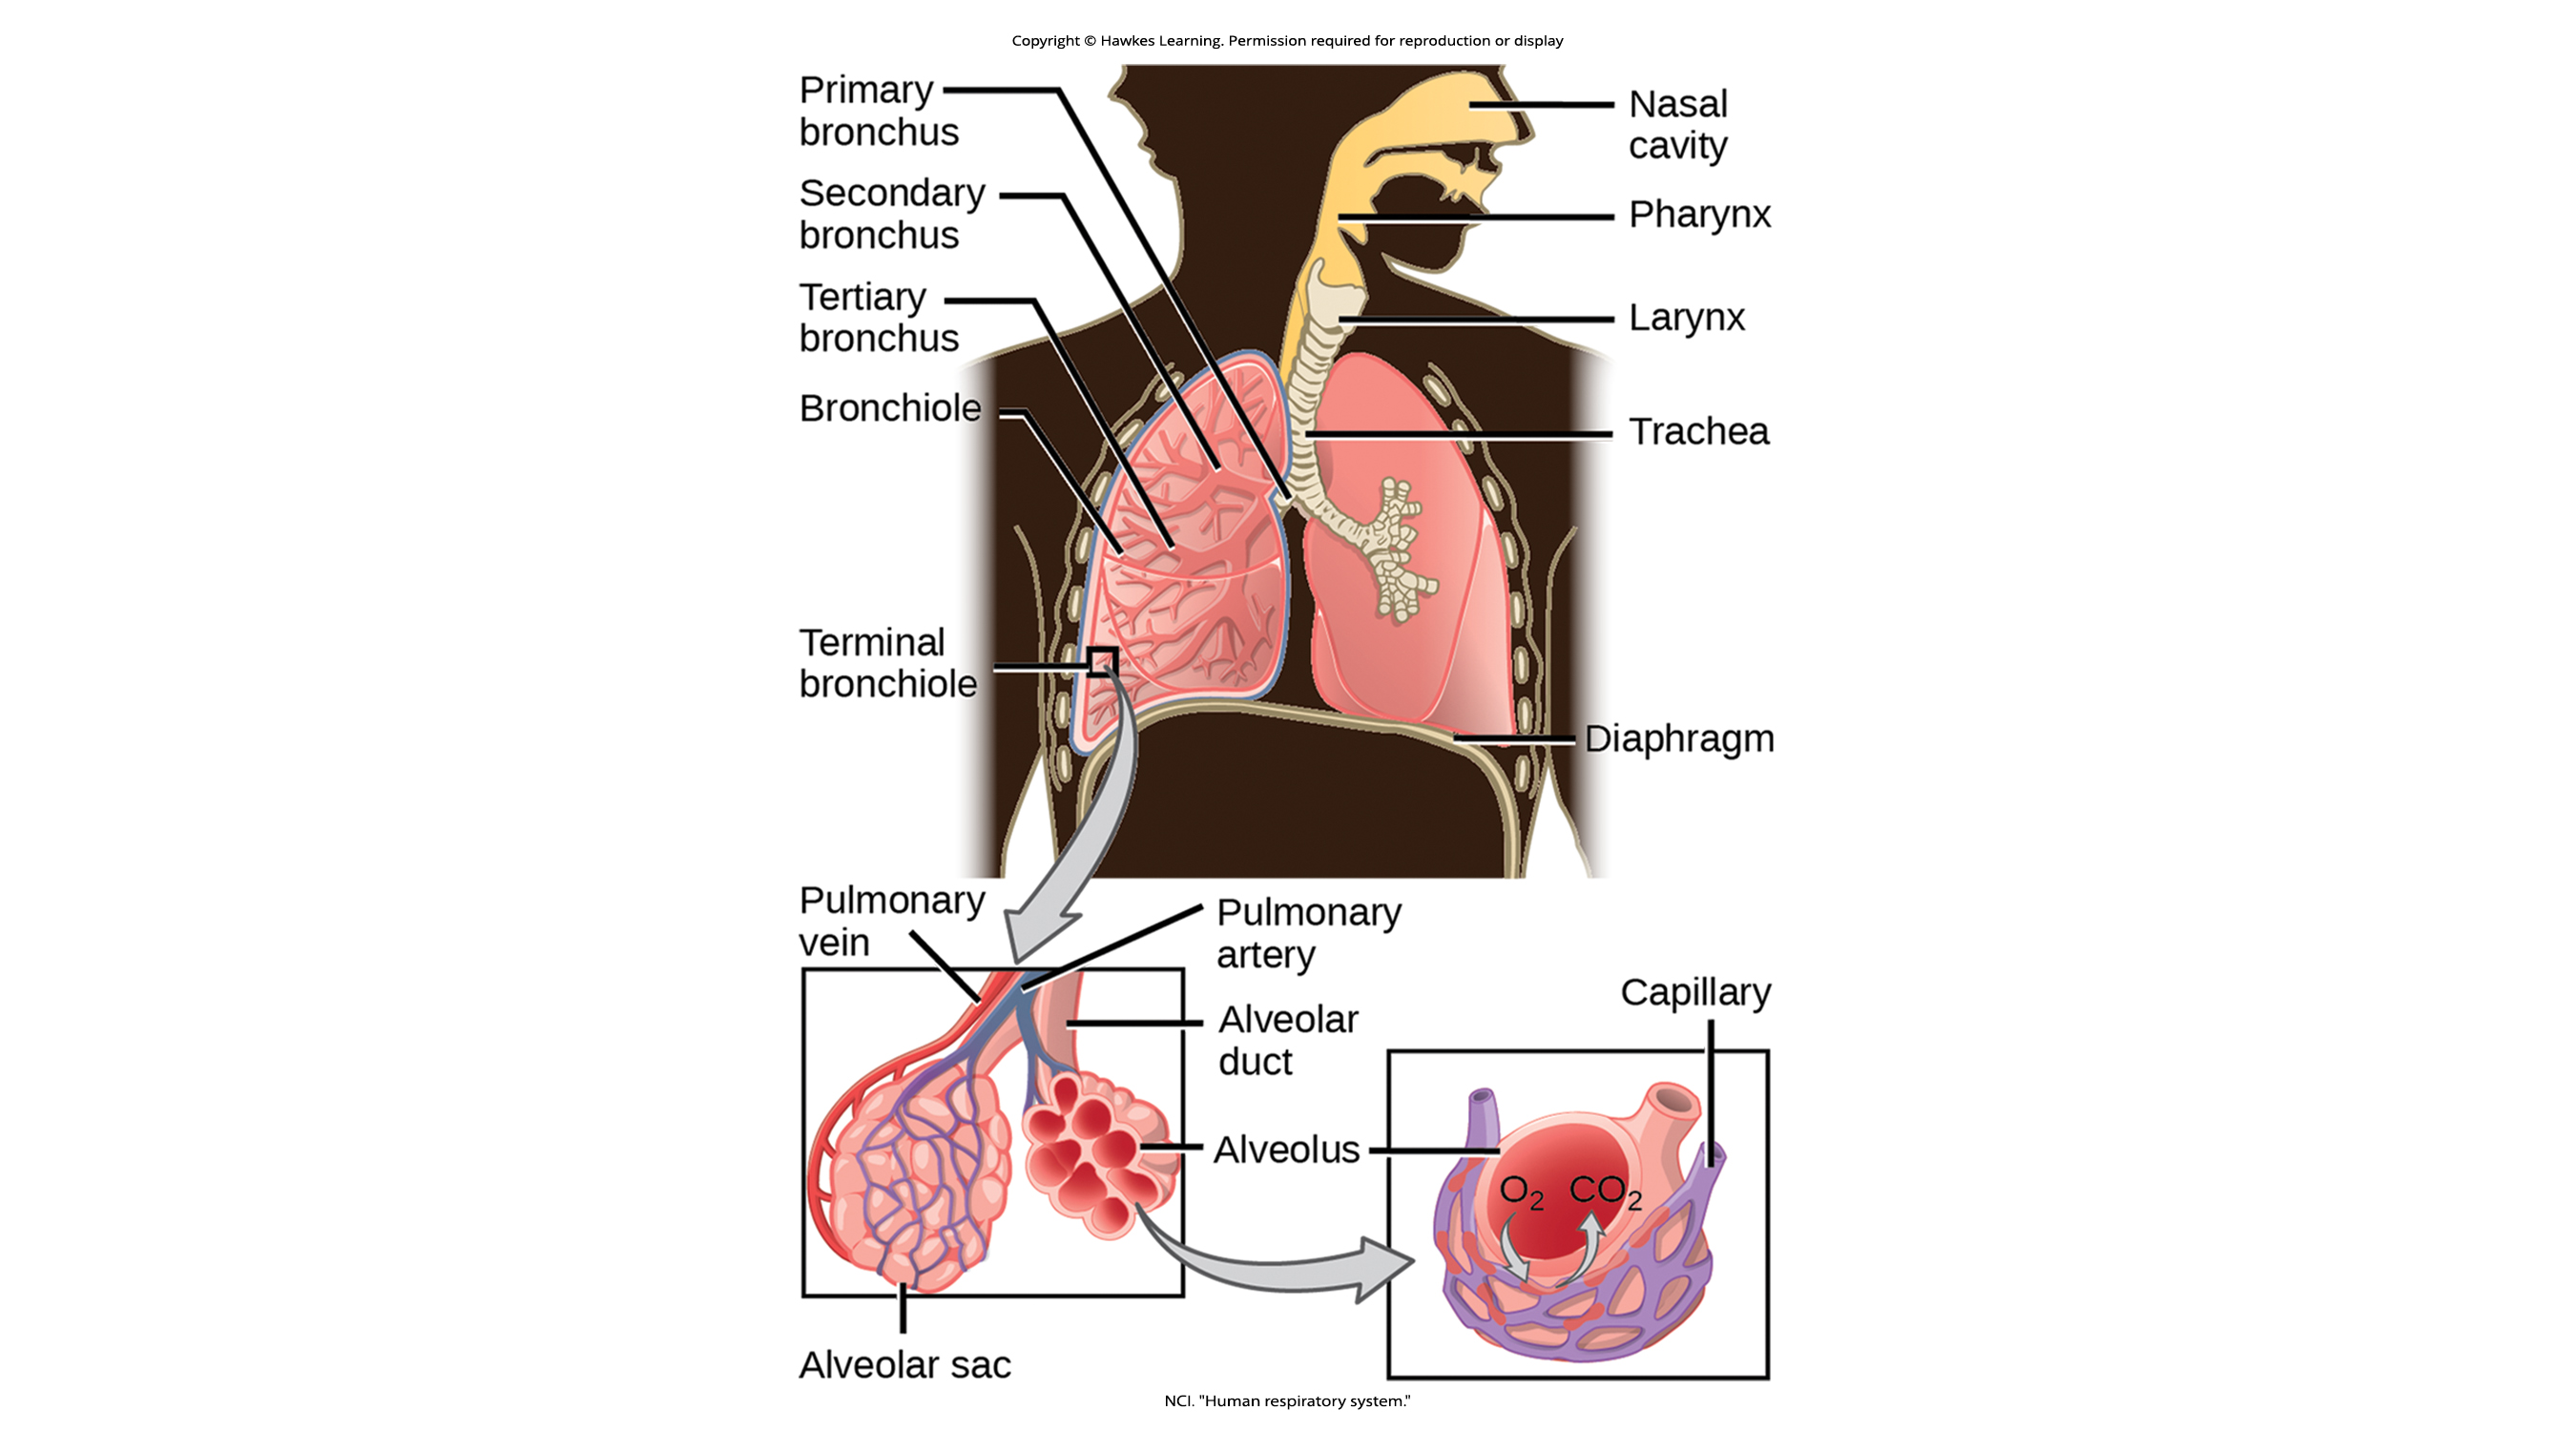 Copyright © Hawkes Learning. Permission required for reproduction or display
Primary
bronchus
Secondary
bronchus
Tertiary
bronchus
Bronchiole
Terminal
bronchiole
Nasal
cavity
Pharynx
Larynx
Trachea
Diaphragm
Pulmonary
vein
Pulmonary
artery
Alveolar
duct
Alveolus
Alveolar sac
Capillary
O₂ CO₂
NCI. "Human respiratory system."